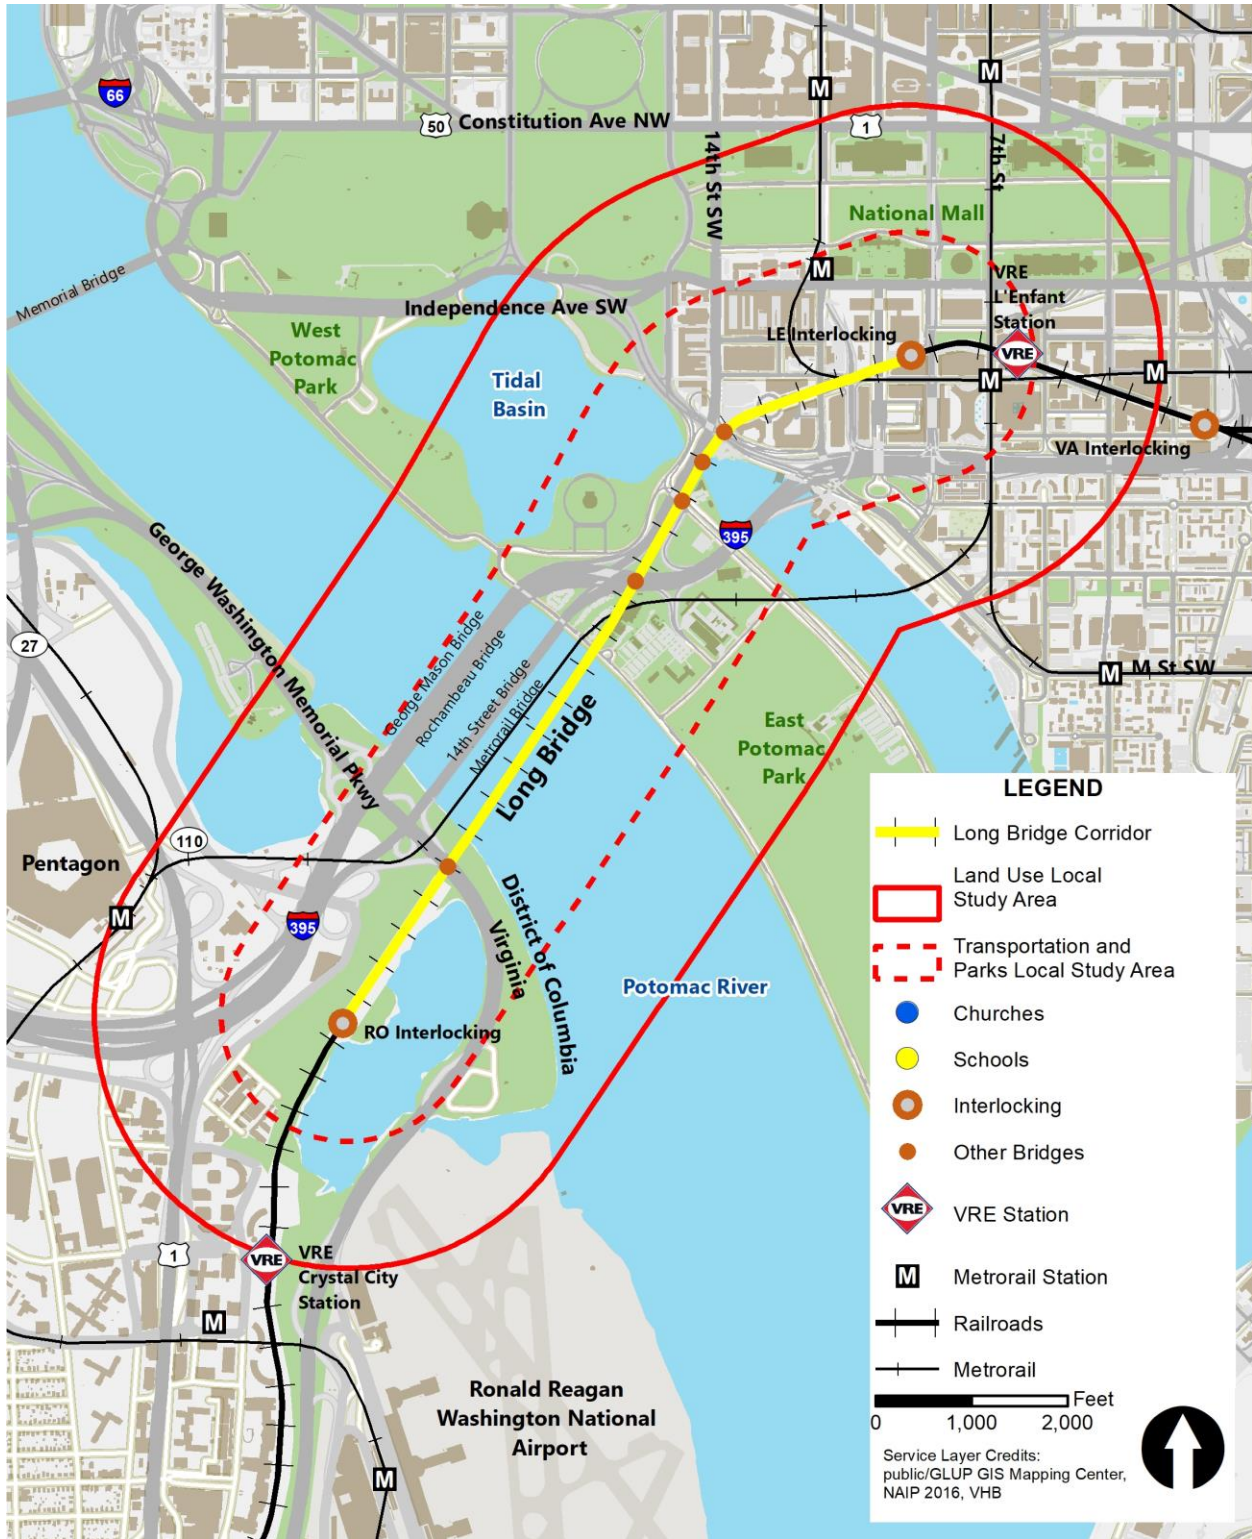 66
50
Constitution Ave NW
1
M
M
14th St SW
7th St
National Mall
Memorial Bridge
M
VRE
L'Enfant
Station
Independence Ave SW
LE Interlocking
VRE
West
Potomac
Park
Tidal
Basin
M
M
VA Interlocking
395
George Washington Memorial Pkwy
27
George Mason Bridge
Rochambeau Bridge
14th Street Bridge
Metrorail Bridge
Long Bridge
M
M St SW
East
Potomac
Park
110
Pentagon
M
395
District of Columbia
Virginia
Potomac River
RO Interlocking
1
VRE
VRE
Crystal City
Station
M
Ronald Reagan
Washington National
Airport
M
LEGEND
Long Bridge Corridor
Land Use Local
Study Area
Transportation and
Parks Local Study Area
Churches
Schools
Interlocking
Other Bridges
VRE
VRE Station
M
Metrorail Station
Railroads
Metrorail
Feet
0 1,000 2,000
Service Layer Credits:
public/GLUP GIS Mapping Center,
NAIP 2016, VHB